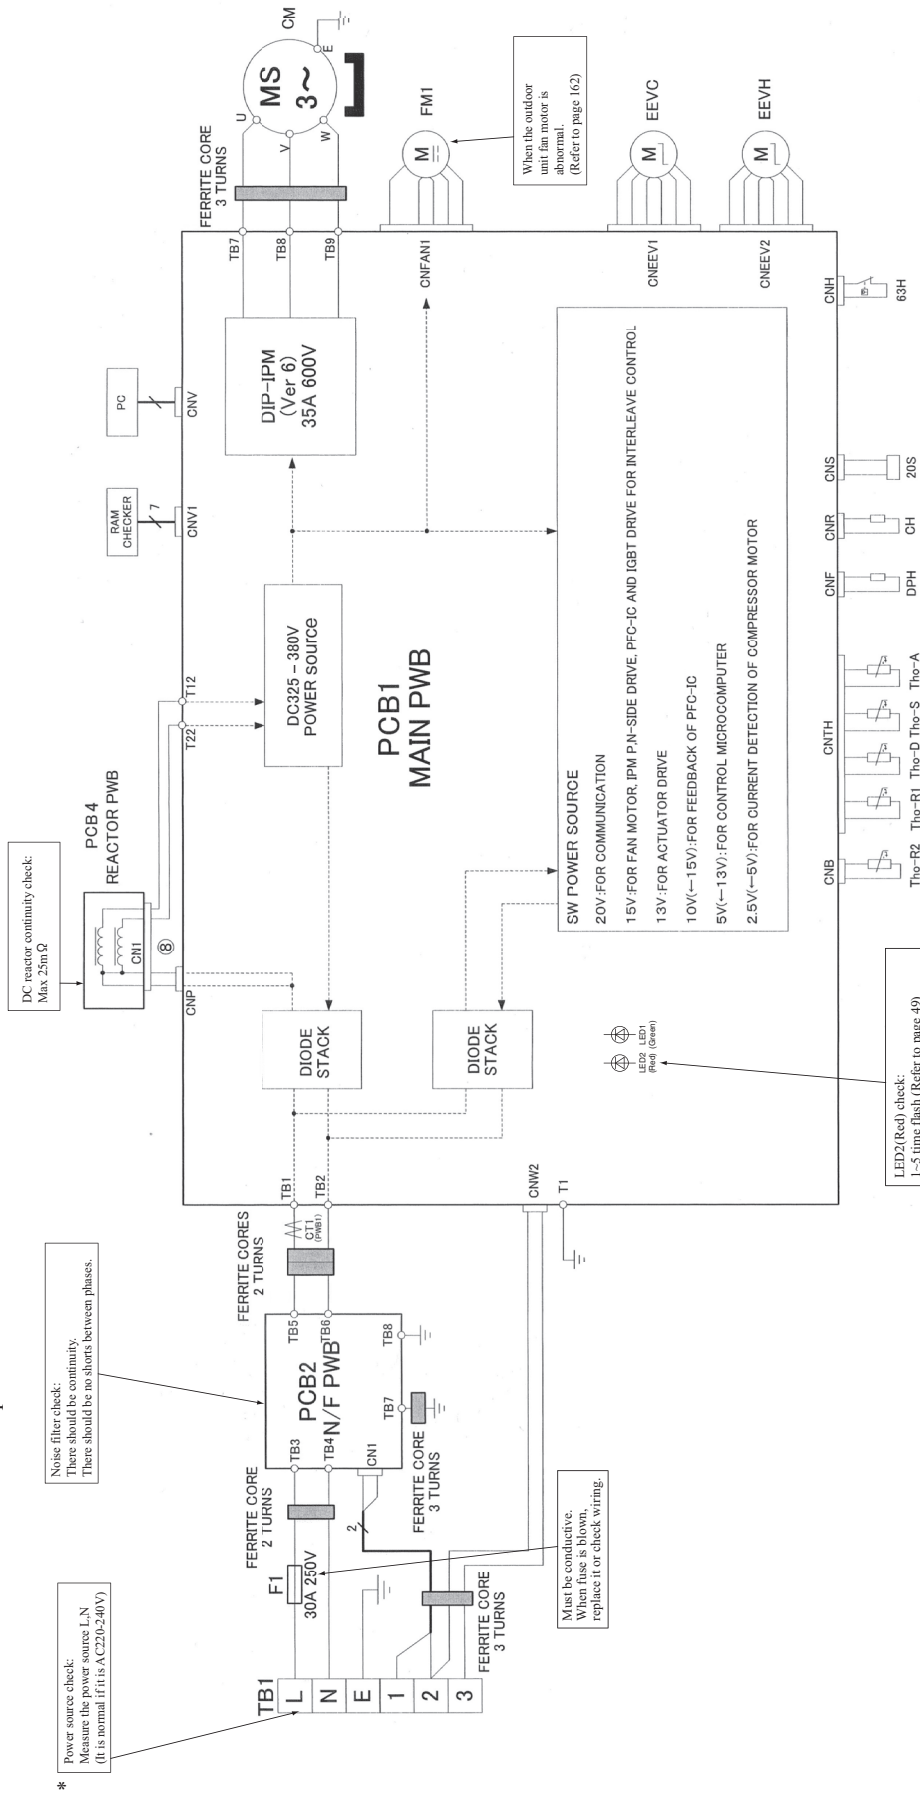 *
Power source check:
Measure the power source L,N
(It is normal if it is AC220-240V)
TB1
L
N
E
1
2
3
F1
30A 250V
FERRITE CORE
2 TURNS
FERRITE CORE
3 TURNS
2
Must be conductive.
When fuse is blown,
replace it or check wiring.
Noise filter check:
There should be continuity.
There should be no shorts between phases.
TB3
TB4
CN1
PCB2
N/F PWB
TB5
TB6
TB7
TB8
FERRITE CORE
3 TURNS
FERRITE CORES
2 TURNS
CT1
(PWB1)
TB1
TB2
CNW2
T1
DIODE
STACK
DIODE
STACK
LED2
(Red)
LED1
(Green)
LED2(Red) check:
1~5 time flash (Refer to page 49)
DC reactor continuity check:
Max 25mΩ
PCB4
REACTOR PWB
CN1
⑧
CNP
T22
T12
PCB1
MAIN PWB
DC325－380V
POWER source
RAM
CHECKER
7
CNV1
PC
CNV
DIP-IPM
(Ver 6)
35A 600V
SW POWER SOURCE
20V:FOR COMMUNICATION
15V:FOR FAN MOTOR, IPM P,N-SIDE DRIVE, PFC-IC AND IGBT DRIVE FOR INTERLEAVE CONTROL
13V:FOR ACTUATOR DRIVE
10V(←15V):FOR FEEDBACK OF PFC-IC
5V(←13V):FOR CONTROL MICROCOMPUTER
2.5V(←5V):FOR CURRENT DETECTION OF COMPRESSOR MOTOR
TB7
TB8
TB9
FERRITE CORE
3 TURNS
U
V
W
MS
3~
CM
E
CNFAN1
M
FM1
When the outdoor
unit fan motor is
abnormal.
(Refer to page 162)
CNEEV1
M
EEVC
CNEEV2
M
EEVH
CNB
CNTH
CNF
CNR
CNS
CNH
Tho-R2
Tho-R1
Tho-D
Tho-S
Tho-A
DPH
CH
20S
63H